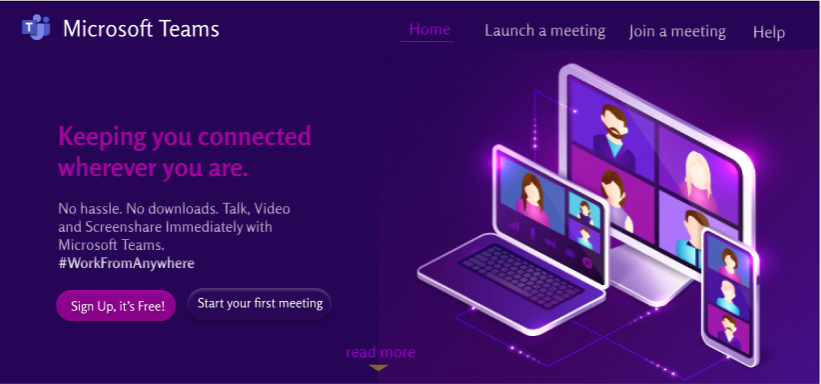 Microsoft Teams
Home
Launch a meeting
Join a meeting
Help
Keeping you connected
wherever you are.
No hassle. No downloads. Talk, Video
and Screenshare Immediately with
Microsoft Teams.
#WorkFromAnywhere
Sign Up, it's Free!
Start your first meeting
read more